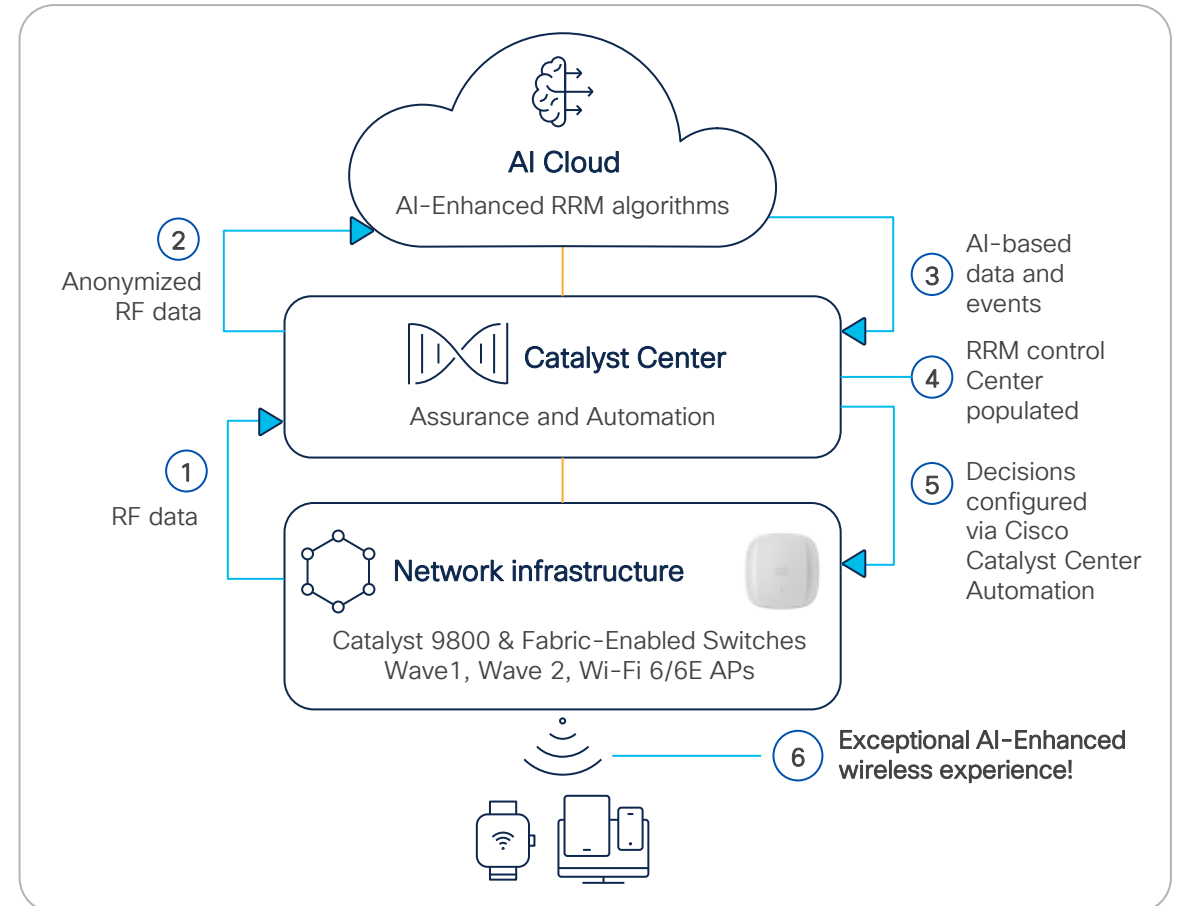 AI Cloud
AI-Enhanced RRM algorithms
2
Anonymized
RF data
3
AI-based
data and
events
Catalyst Center
Assurance and Automation
4
RRM control
Center
populated
1
RF data
5
Decisions
configured
via Cisco
Catalyst Center
Automation
Network infrastructure
Catalyst 9800 & Fabric-Enabled Switches
Wave1, Wave 2, Wi-Fi 6/6E APs
6
Exceptional AI-Enhanced
wireless experience!